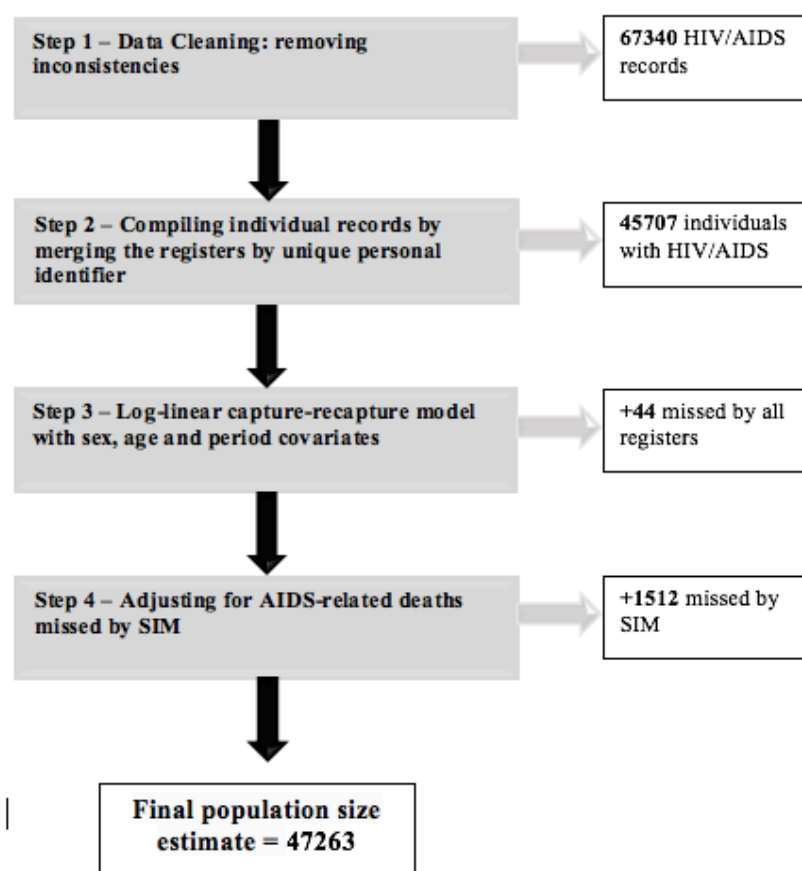 Step 1 – Data Cleaning: removing
inconsistencies
67340 HIV/AIDS
records
Step 2 – Compiling individual records by
merging the registers by unique personal
identifier
45707 individuals
with HIV/AIDS
Step 3 – Log-linear capture-recapture model
with sex, age and period covariates
+44 missed by all
registers
Step 4 – Adjusting for AIDS-related deaths
missed by SIM
+1512 missed by
SIM
Final population size
estimate = 47263